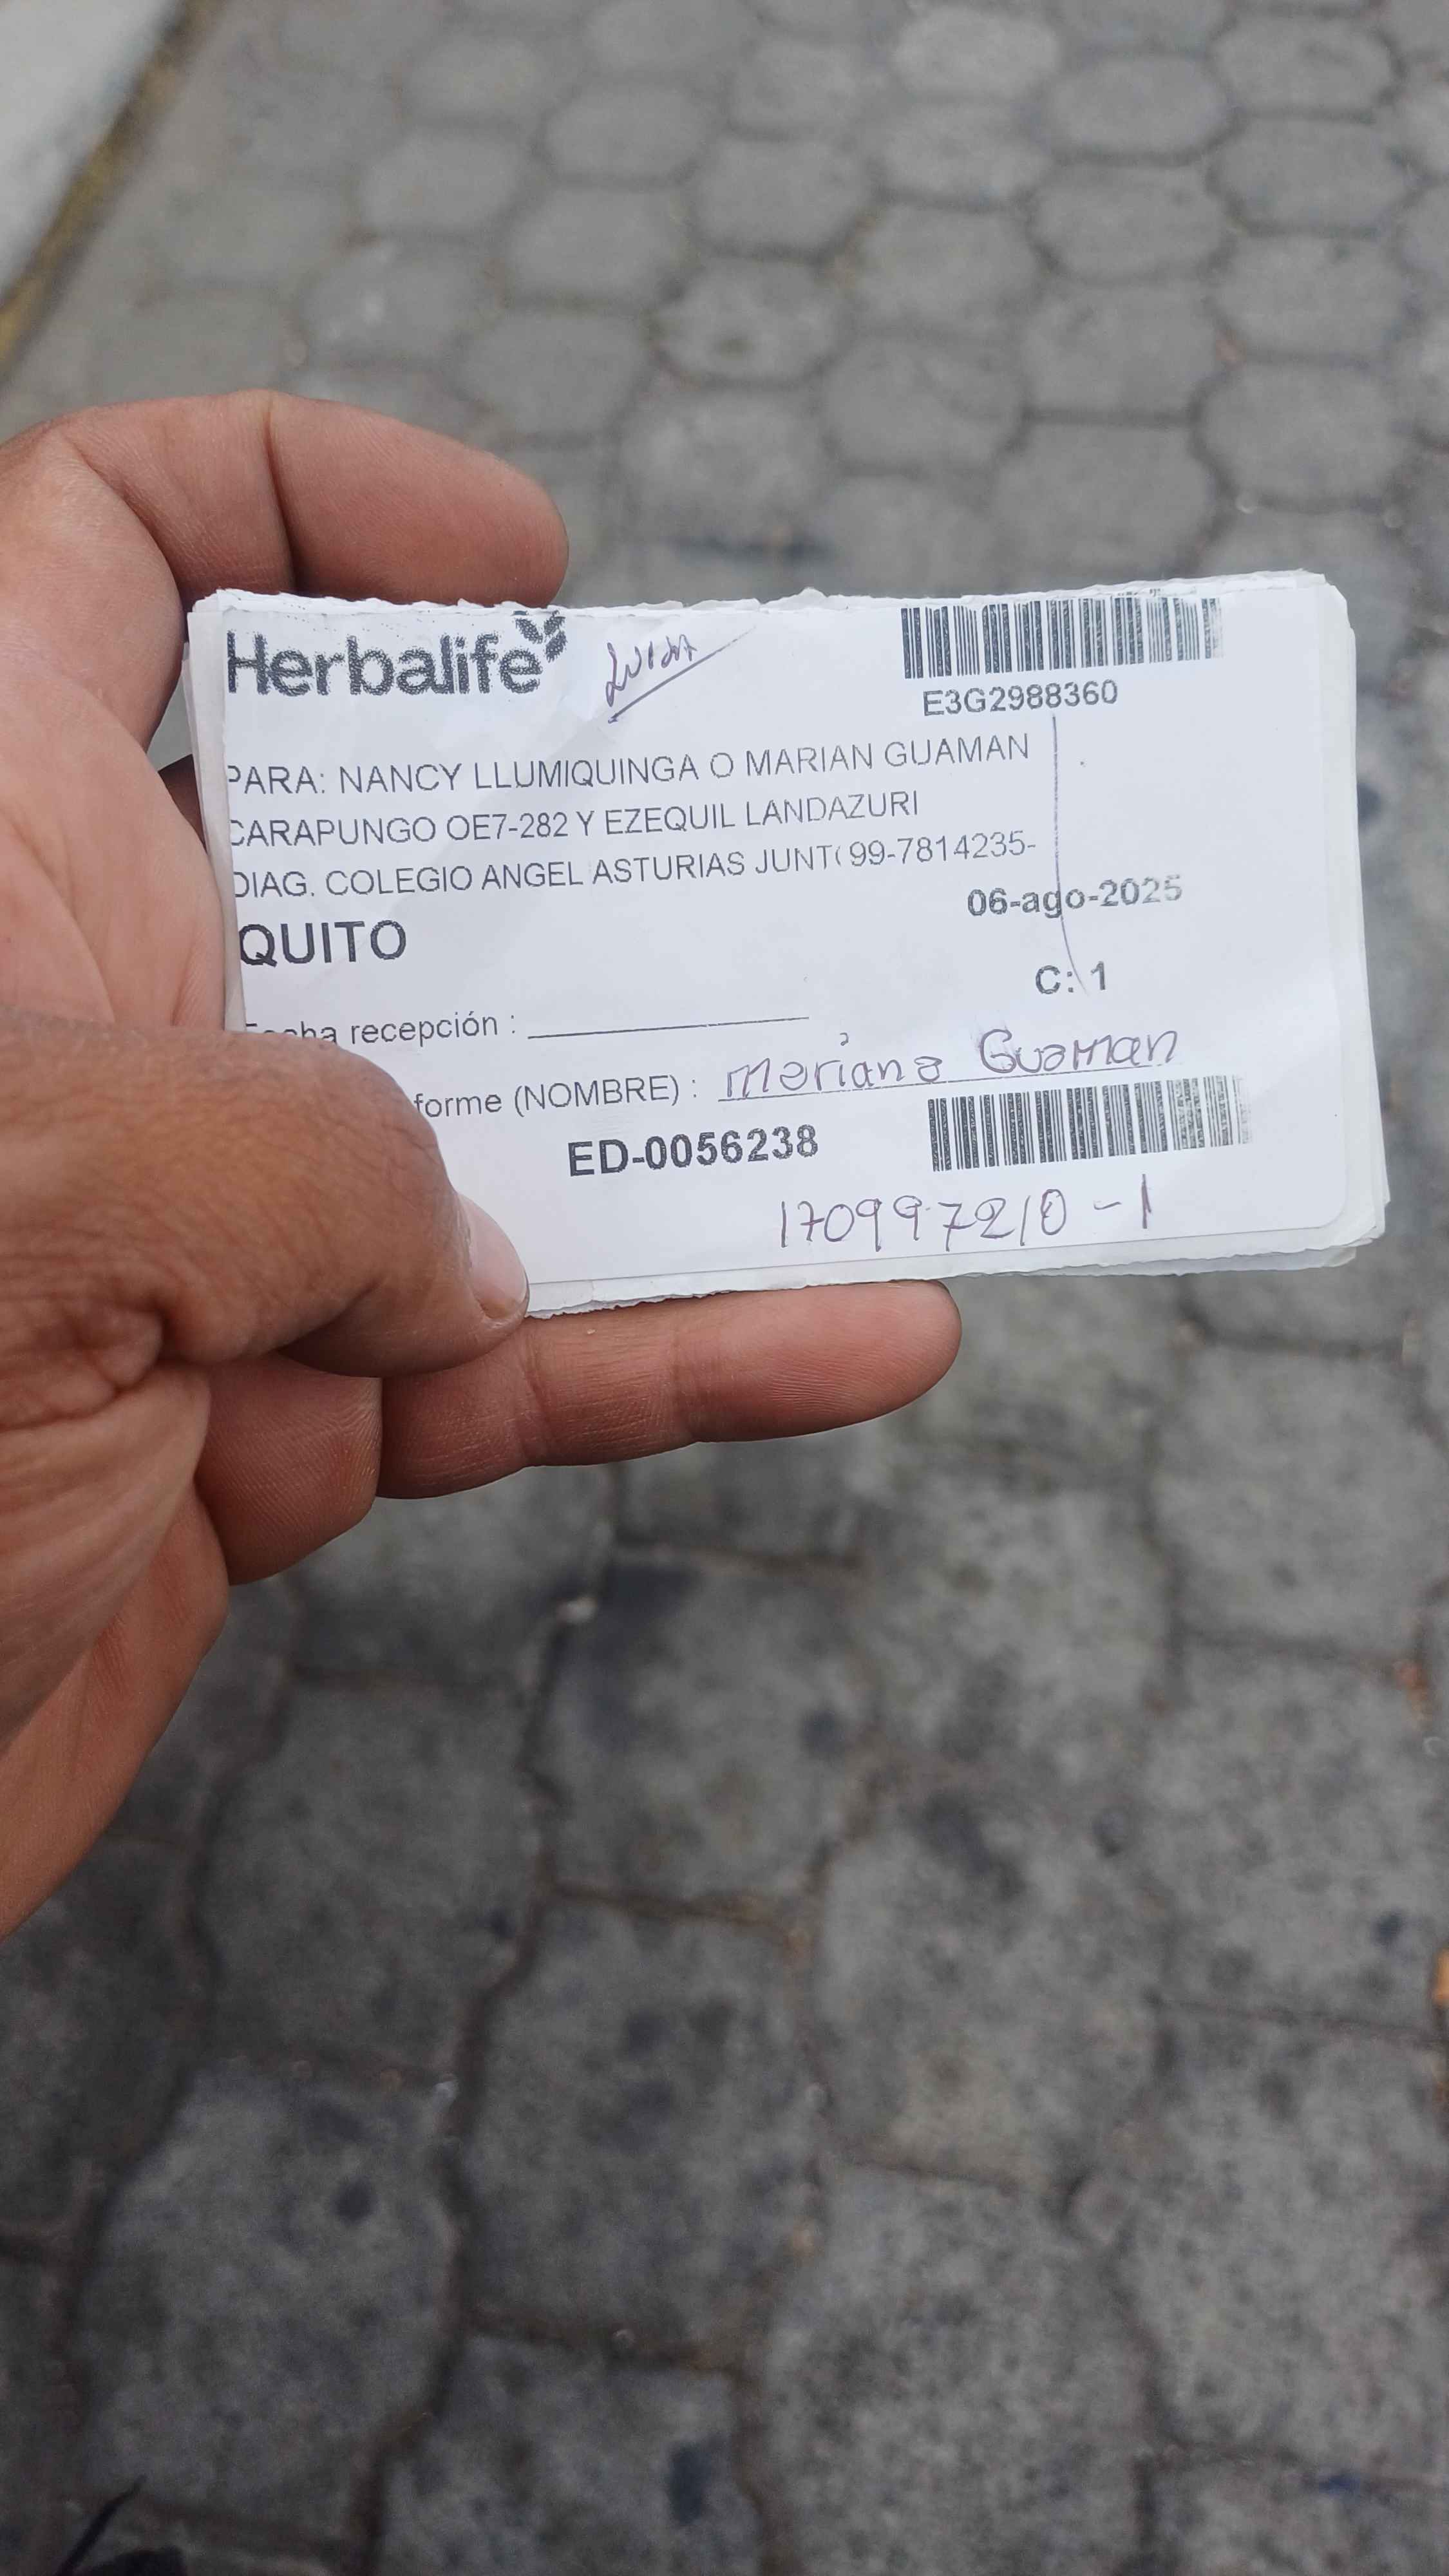 Herbalife
E3G2988360
PARA: NANCY LLUMIQUINGA O MARIAN GUAMAN
CARAPUNGO OE7-282 Y EZEQUIL LANDAZURI
DIAG. COLEGIO ANGEL ASTURIAS JUNT( 99-7814235-
06-ago-2025
QUITO
C: 1
recepción :
forme (NOMBRE) : Mariana Guaman
ED-0056238
170997210-1